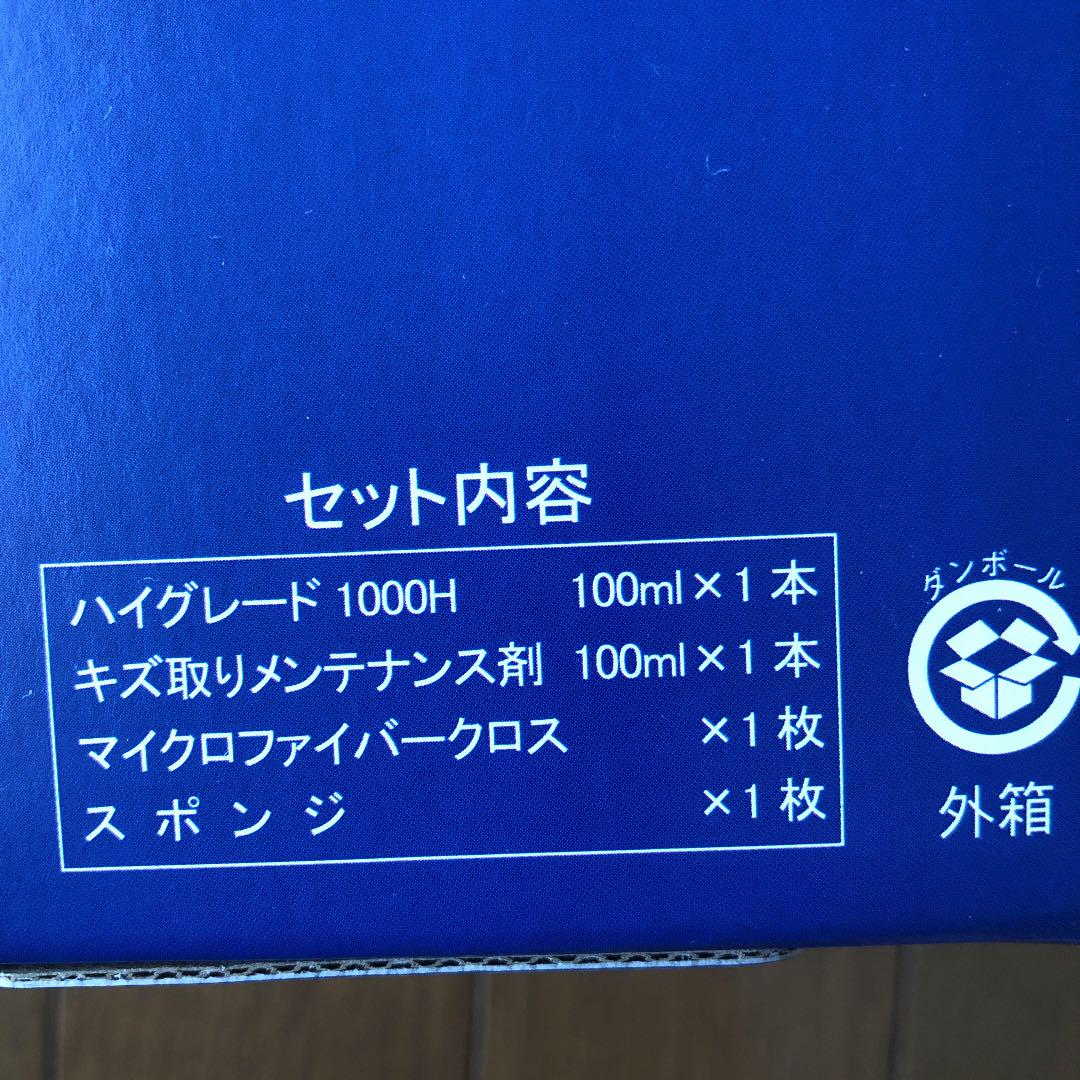 セット内容
ハイグレード 1000H 100ml×1本
キズ取りメンテナンス剤 100ml×1本
マイクロファイバークロス ×1枚
スポンジ ×1枚
ダンボール
外箱